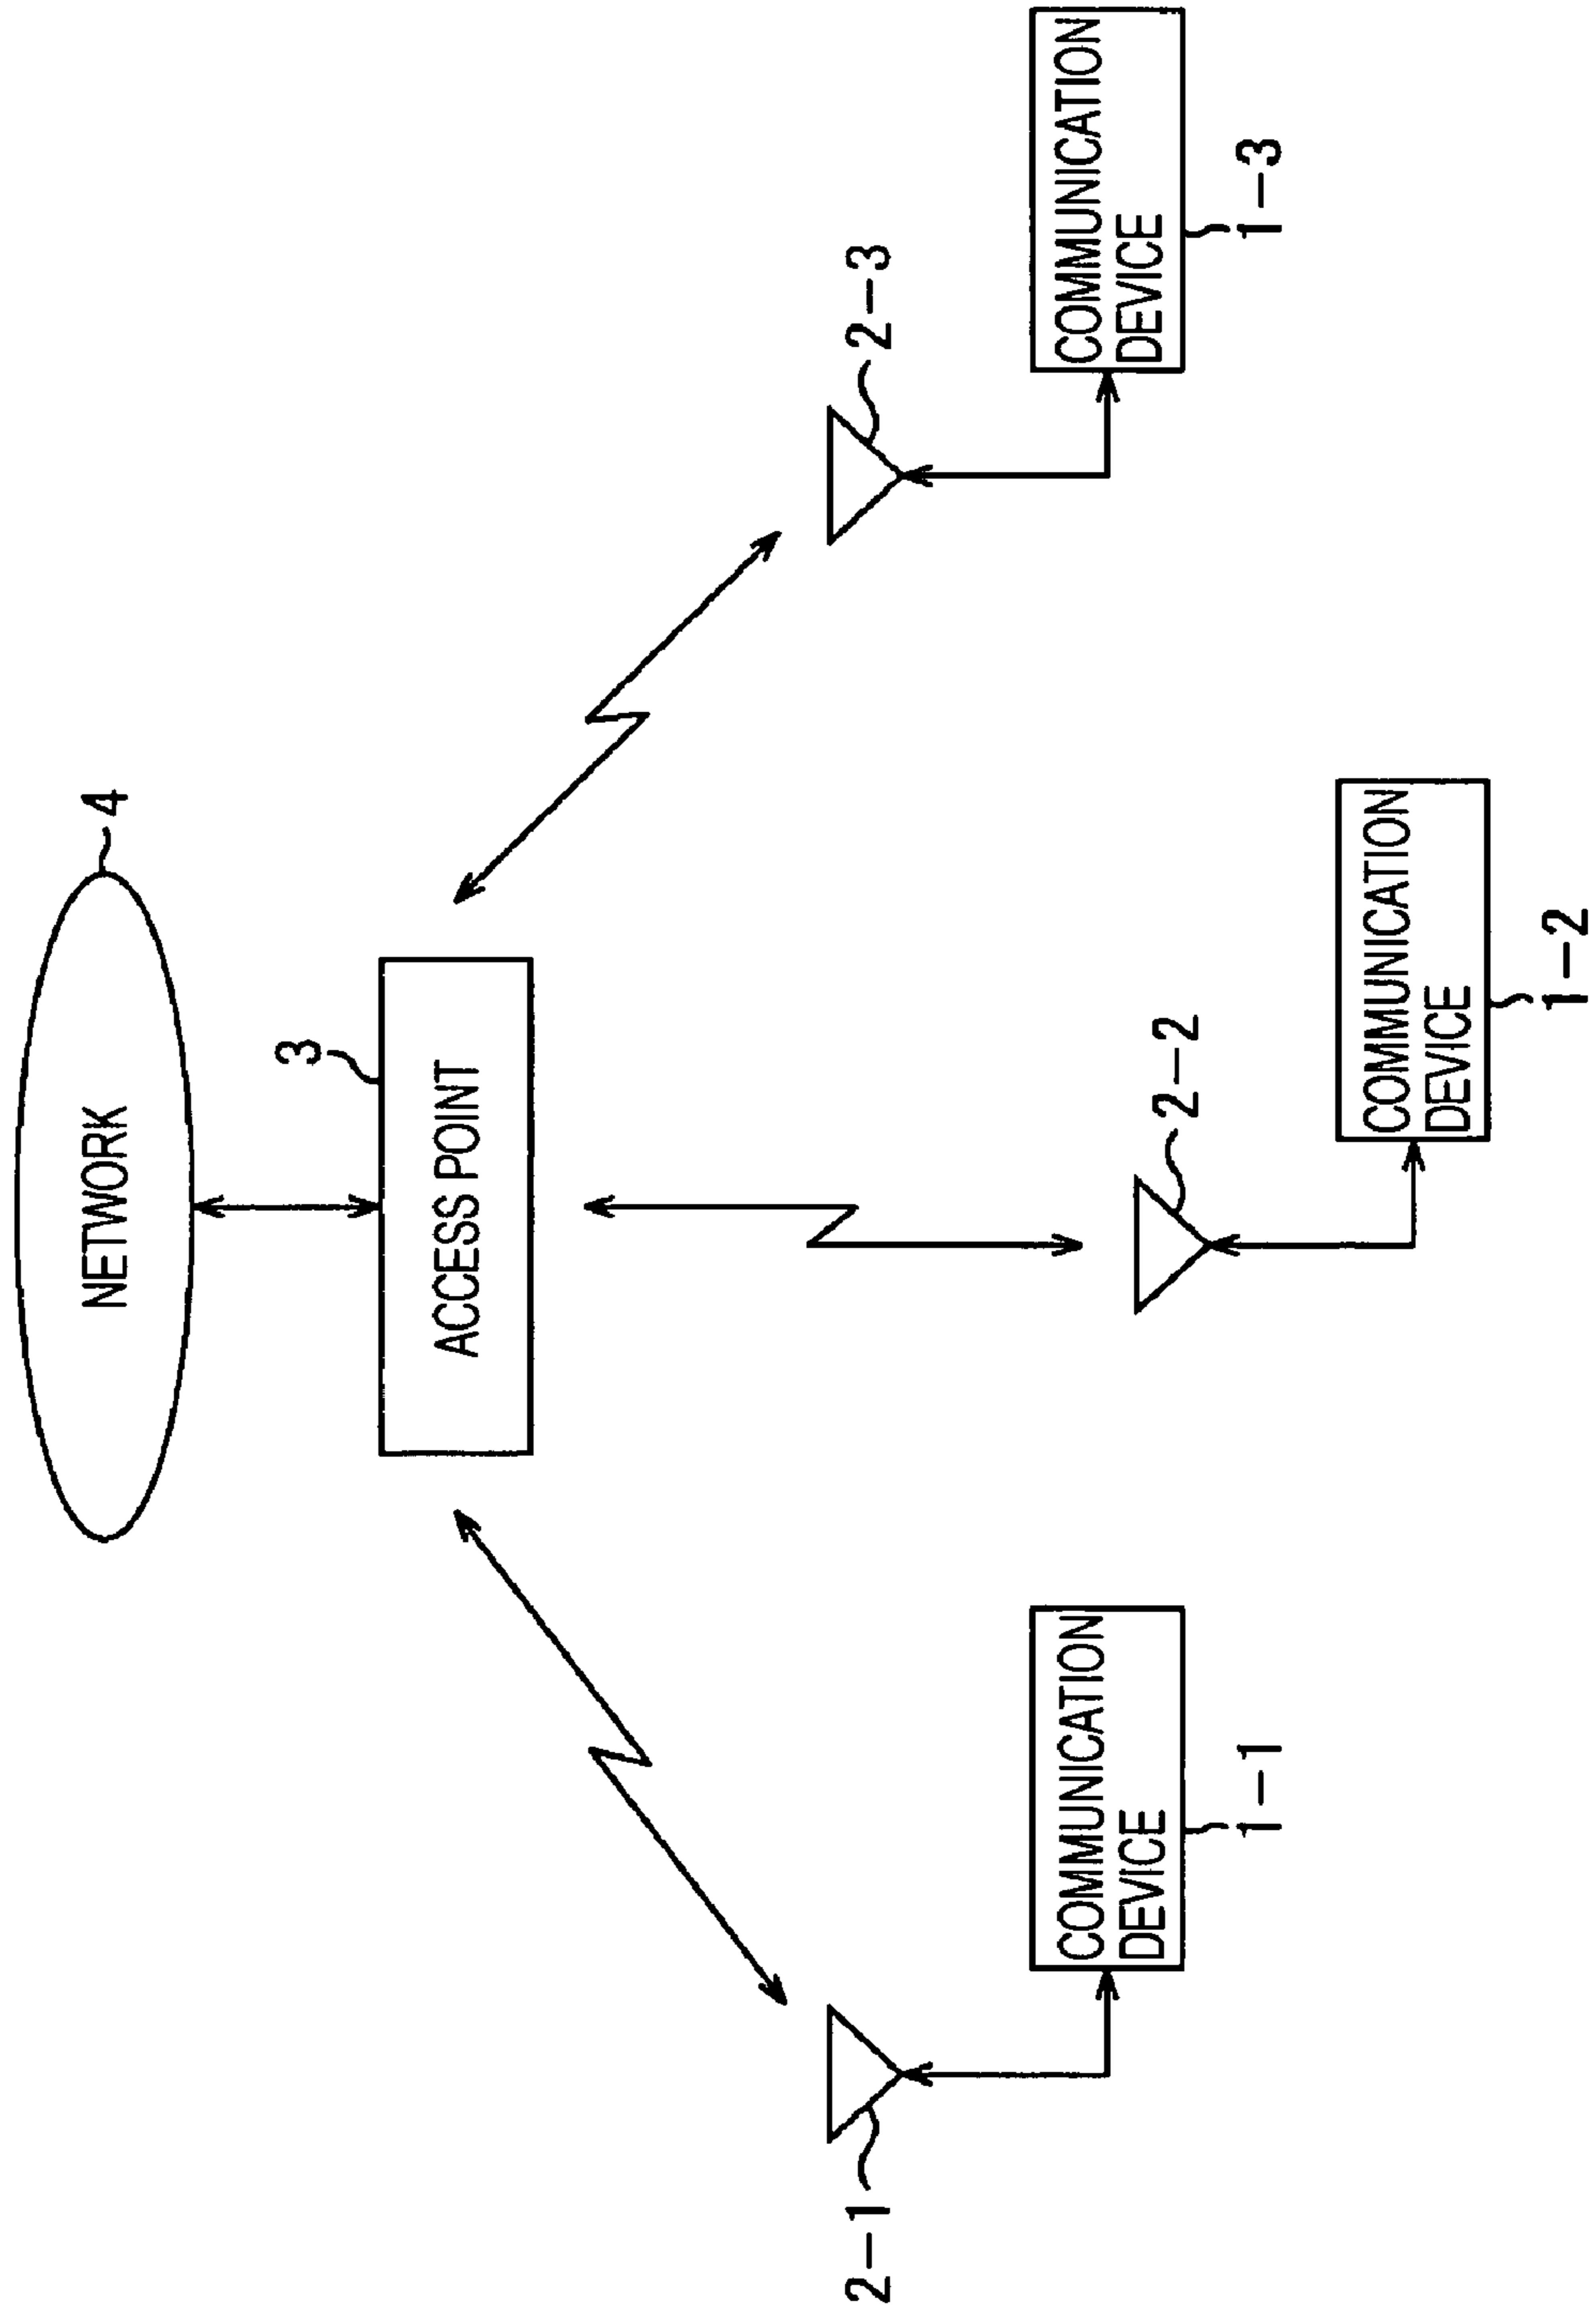 NETWORK
4
3
ACCESS POINT
2-1
COMMUNICATION
DEVICE
1-1
2-2
COMMUNICATION
DEVICE
1-2
2-3
COMMUNICATION
DEVICE
1-3